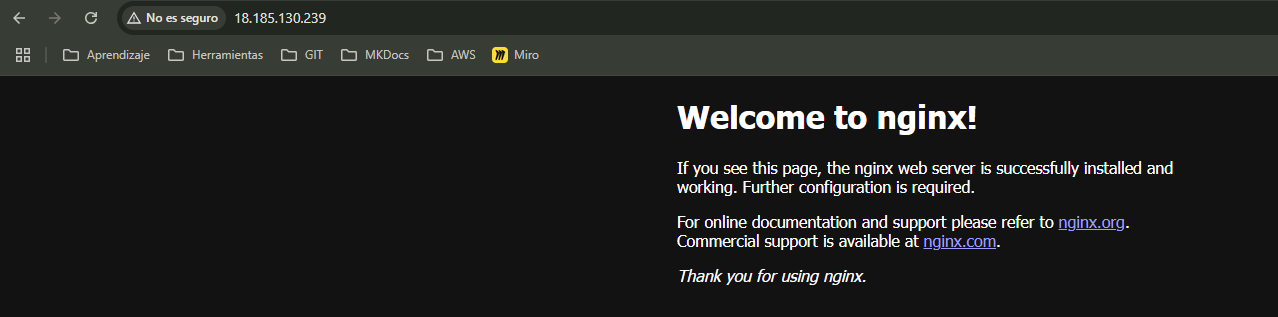 No es seguro 18.185.130.239
Aprendizaje Herramientas GIT MKDocs AWS Miro
Welcome to nginx!
If you see this page, the nginx web server is successfully installed and
working. Further configuration is required.
For online documentation and support please refer to nginx.org.
Commercial support is available at nginx.com.
Thank you for using nginx.